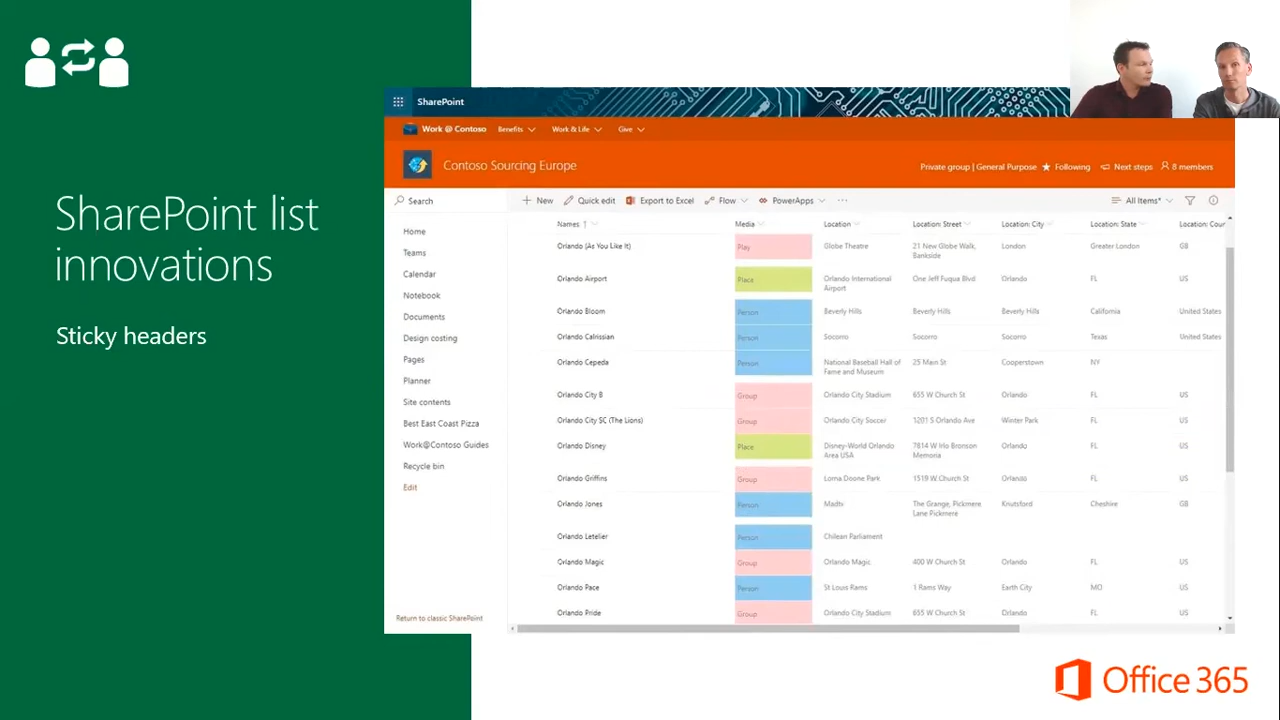 SharePoint list
innovations
Sticky headers
SharePoint
Work @ Contoso Benefits Work & Life Give
Contoso Sourcing Europe
Private group | General Purpose ★ Following Next steps 8 members
Search
+ New Quick edit Export to Excel Flow PowerApps ··· All Items*
Home
Teams
Calendar
Notebook
Documents
Design costing
Pages
Planner
Site contents
Best East Coast Pizza
Work@Contoso Guides
Recycle bin
Edit
Return to classic SharePoint
Names ↑ Media Location Location: Street Location: City Location: State Location: Coun
Orlando (As You Like It) Play Globe Theatre 21 New Globe Walk, London Greater London GB
Bankside
Orlando Airport Place Orlando International One Jeff Fuqua Blvd Orlando FL US
Airport
Orlando Bloom Person Beverly Hills Beverly Hills Beverly Hills California United States
Orlando Calrissian Person Socorro Socorro Socorro Texas United States
Orlando Cepeda Person National Baseball Hall of 25 Main St Cooperstown NY
Fame and Museum
Orlando City B Group Orlando City Stadium 655 W Church St Orlando FL US
Orlando City SC (The Lions) Group Orlando City Soccer 1201 S Orlando Ave Winter Park FL US
Orlando Disney Place Disney-World Orlando 7814 W Irlo Bronson Orlando FL US
Area USA Memoria
Orlando Griffins Group Lorna Doone Park 1519 W Church St Orlando FL US
Orlando Jones Person Madtv The Grange, Pickmere Knutsford Cheshire GB
Lane Pickmere
Orlando Letelier Person Chilean Parliament
Orlando Magic Group Orlando Magic 400 W Church St Orlando FL US
Orlando Pace Person St Louis Rams 1 Rams Way Earth City MO US
Orlando Pride Group Orlando City Stadium 655 W Church St Orlando FL US
Office 365